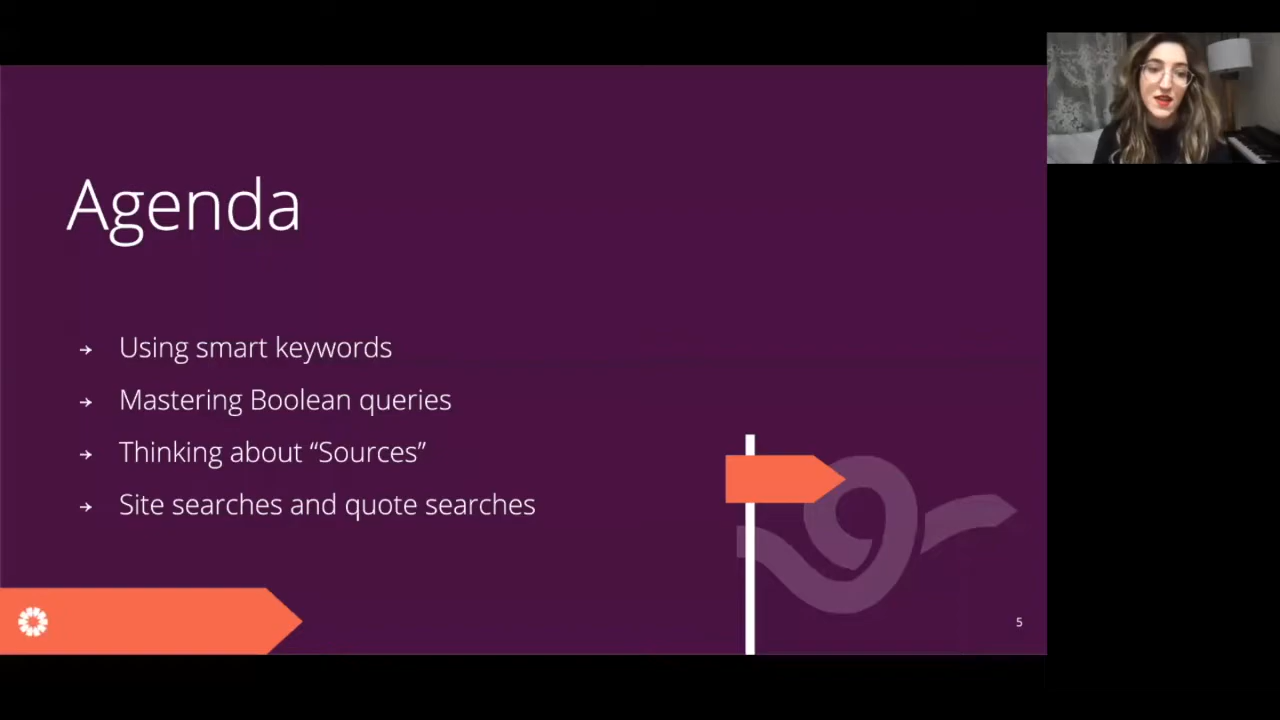 Agenda
→ Using smart keywords
→ Mastering Boolean queries
→ Thinking about “Sources”
→ Site searches and quote searches
5